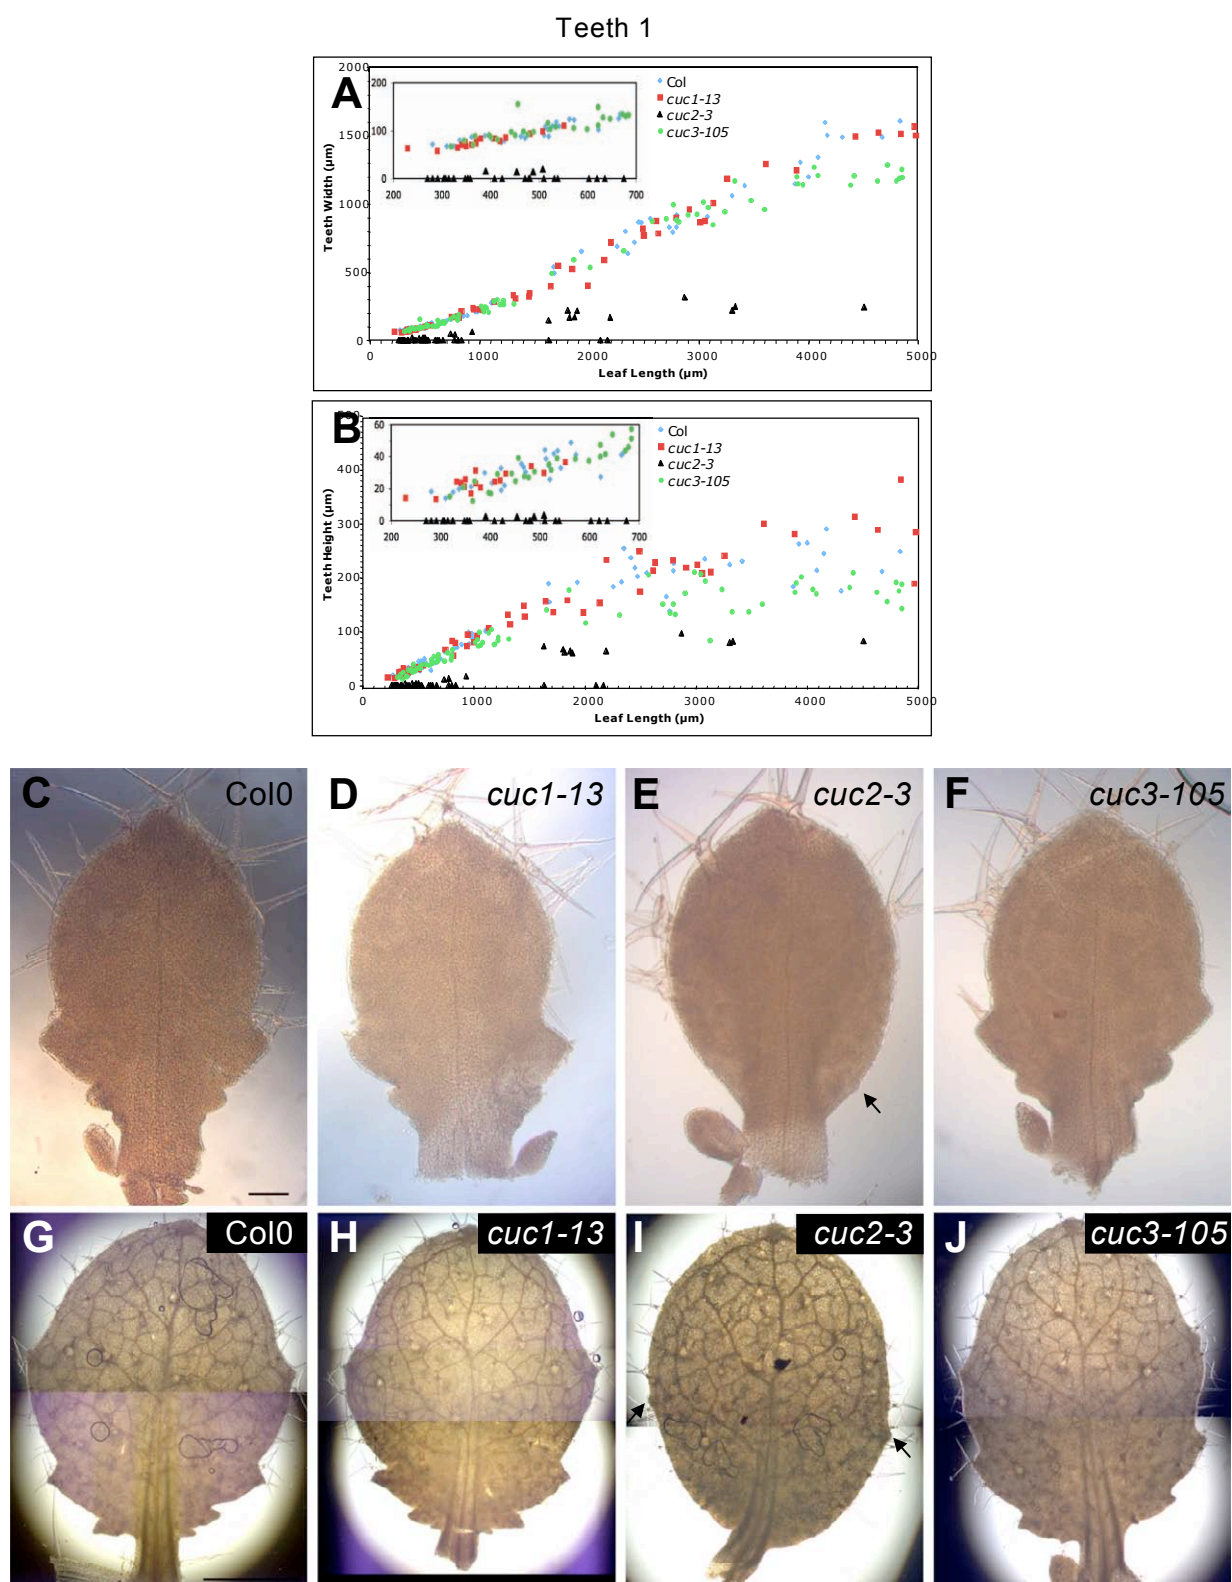 Teeth 1
A
2000
1500
1000
500
0
Teeth Width (µm)
200
100
0
200 300 400 500 600 700
Col
cuc1-13
cuc2-3
cuc3-105
0 1000 2000 3000 4000 5000
Leaf Length (µm)
B
400
300
200
100
0
Teeth Height (µm)
60
40
20
0
200 300 400 500 600 700
Col
cuc1-13
cuc2-3
cuc3-105
0 1000 2000 3000 4000 5000
Leaf Length (µm)
C Col0 D cuc1-13 E cuc2-3 F cuc3-105
G Col0 H cuc1-13 I cuc2-3 J cuc3-105